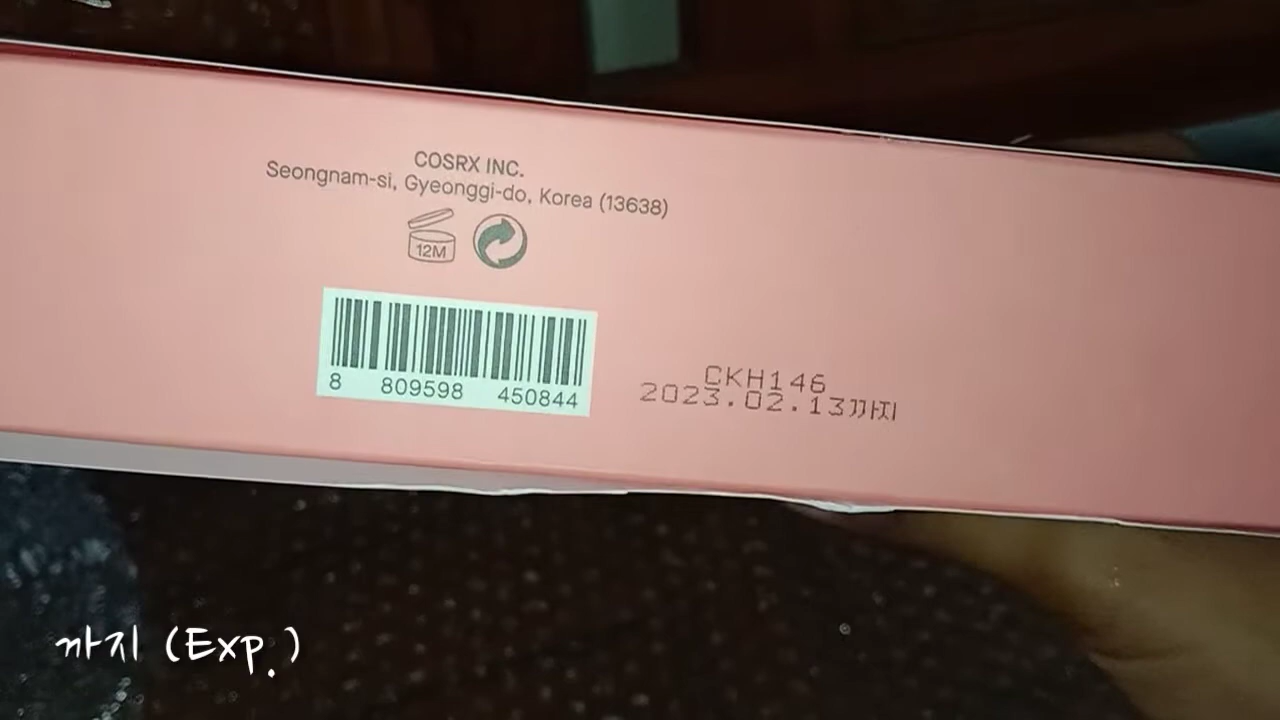 COSRX INC.
Seongnam-si, Gyeonggi-do, Korea (13638)
12M
8 809598 450844
CKH146
2023.02.13까지
까지 (Exp.)